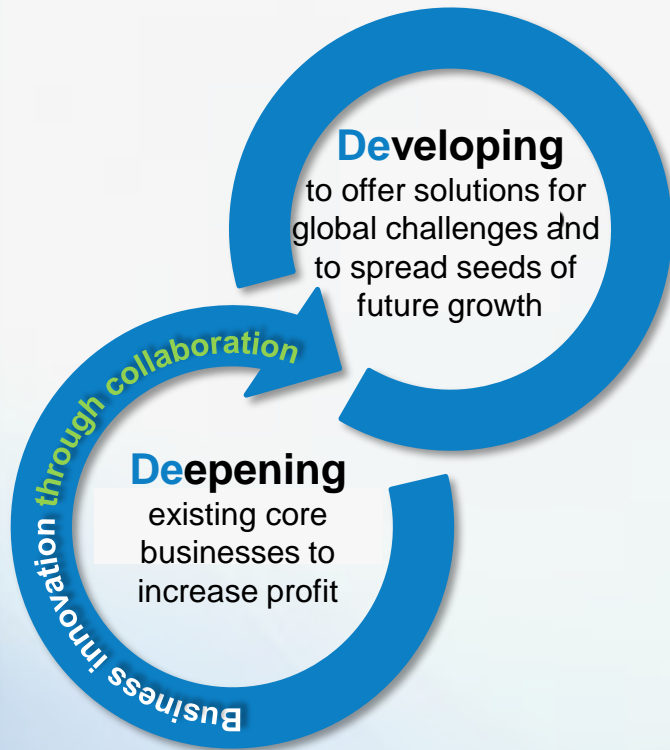 Developing
to offer solutions for
global challenges and
to spread seeds of
future growth
Business innovation through collaboration
Deepening
existing core
businesses to
increase profit